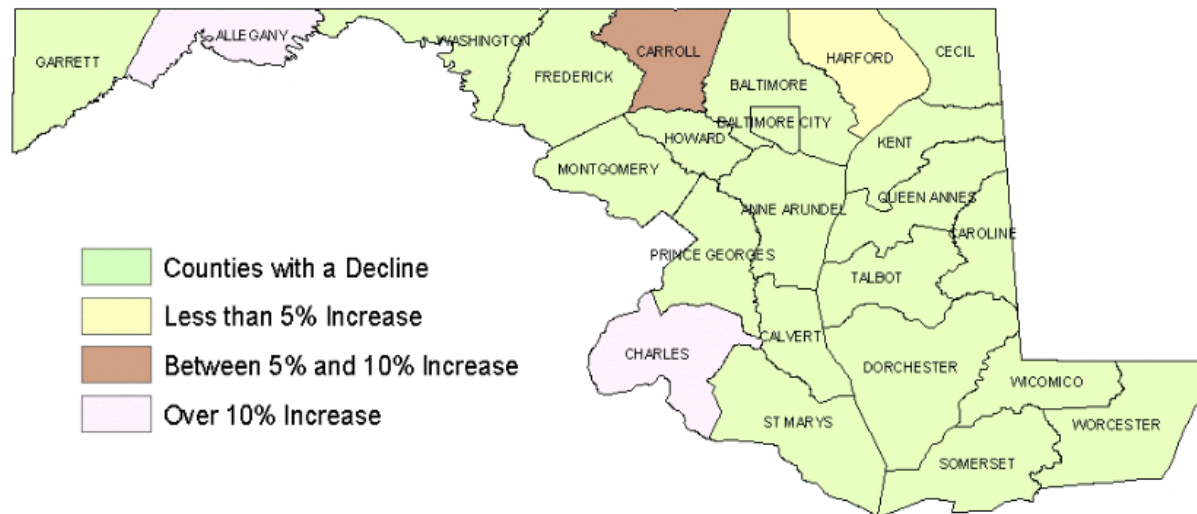 GARRETT
ALLEGANY
WASHINGTON
FREDERICK
CARROLL
BALTIMORE
HARFORD
CECIL
BALTIMORE CITY
HOWARD
KENT
MONTGOMERY
QUEEN ANNES
ANNE ARUNDEL
CAROLINE
PRINCE GEORGES
TALBOT
CALVERT
CHARLES
DORCHESTER
WICOMICO
ST MARYS
WORCESTER
SOMERSET
Counties with a Decline
Less than 5% Increase
Between 5% and 10% Increase
Over 10% Increase